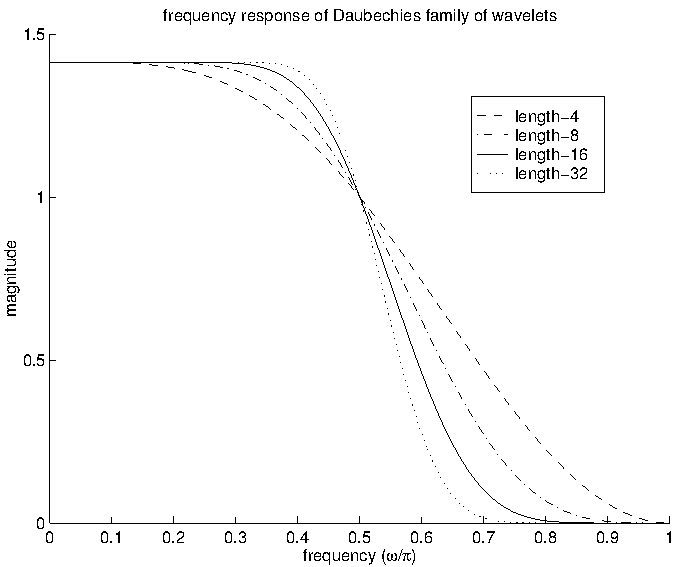 frequency response of Daubechies family of wavelets
1.5
1
0.5
0
magnitude
length-4
length-8
length-16
length-32
0 0.1 0.2 0.3 0.4 0.5 0.6 0.7 0.8 0.9 1
frequency (ω/π)